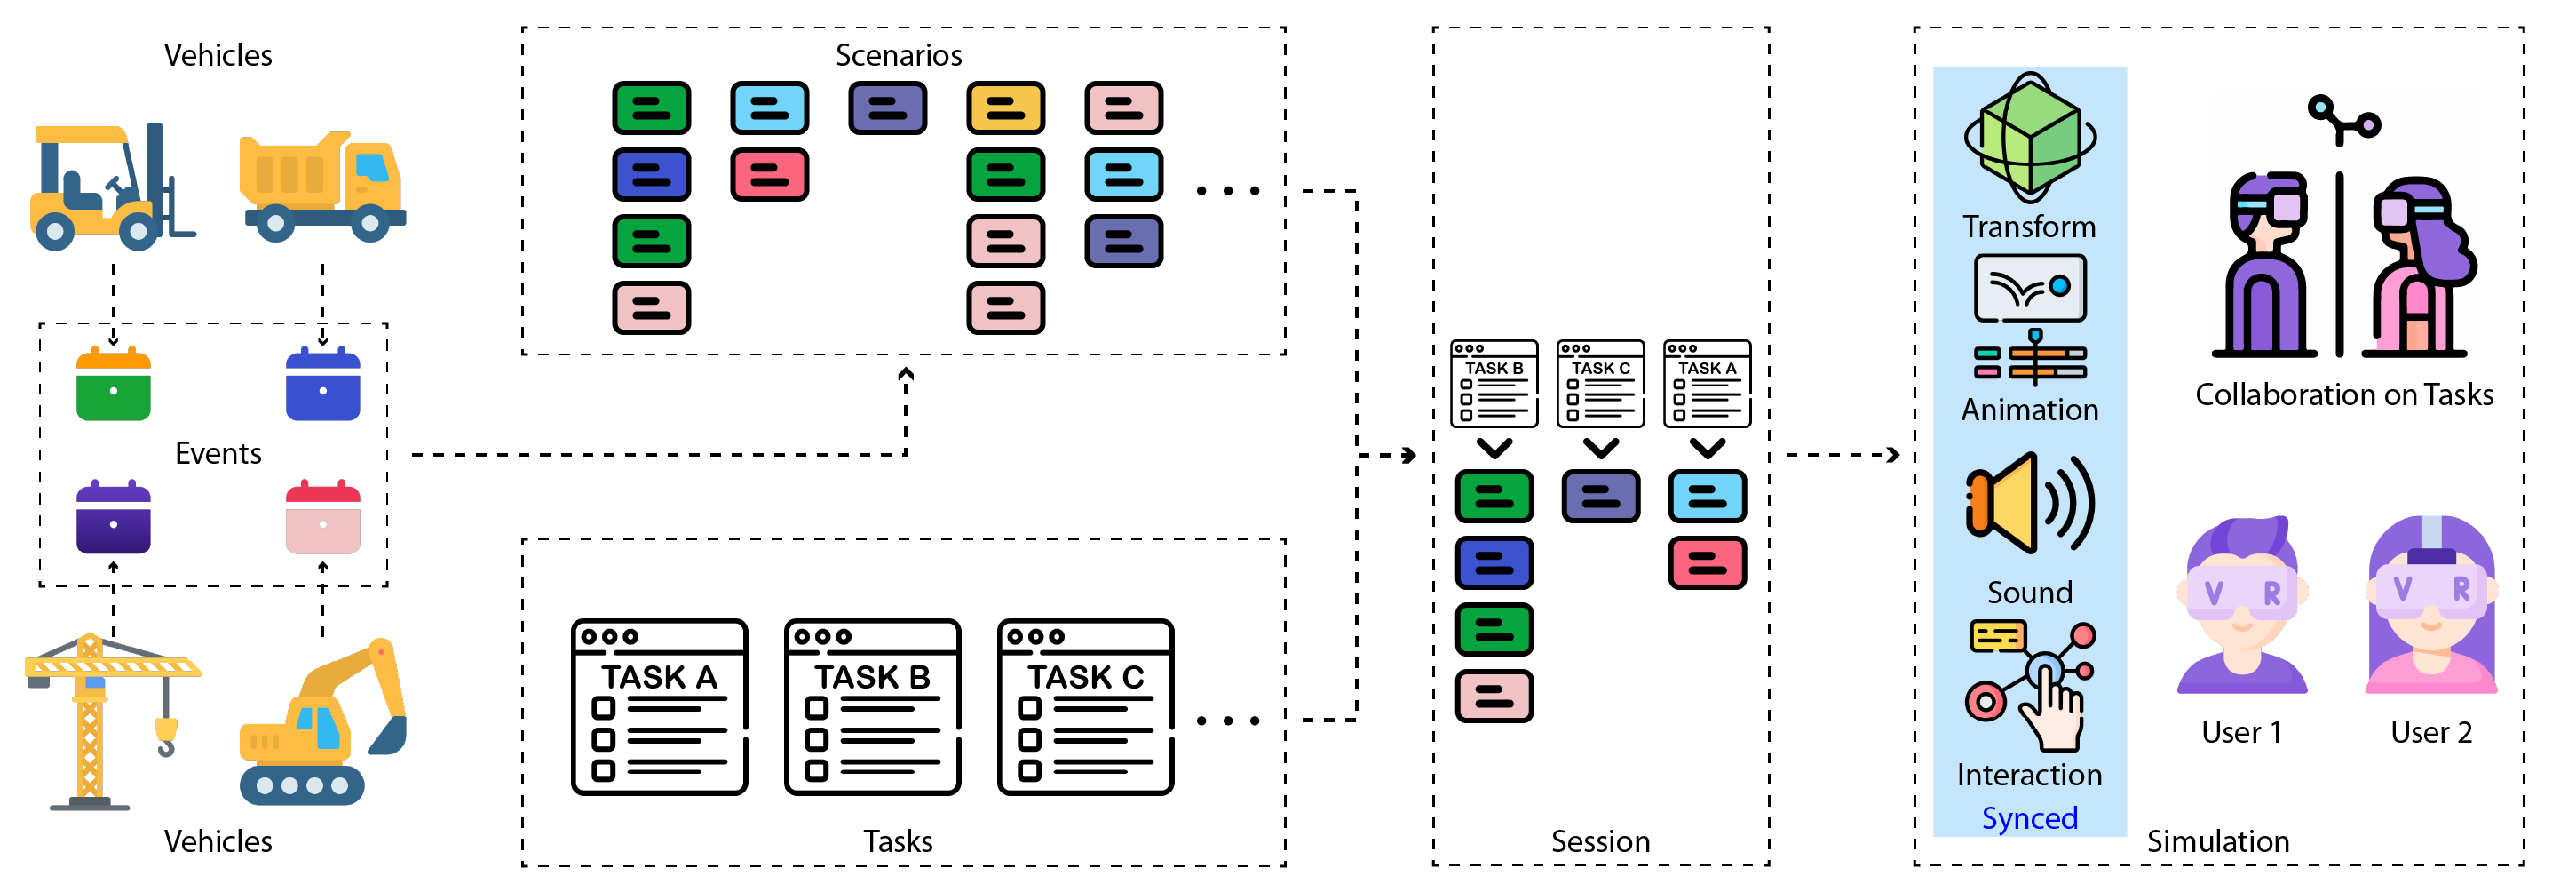 Vehicles
Events
Vehicles
Scenarios
TASK A
TASK B
TASK C
Tasks
TASK B
TASK C
TASK A
Session
Transform
Animation
Sound
Interaction
Synced
Collaboration on Tasks
V R
User 1
V R
User 2
Simulation